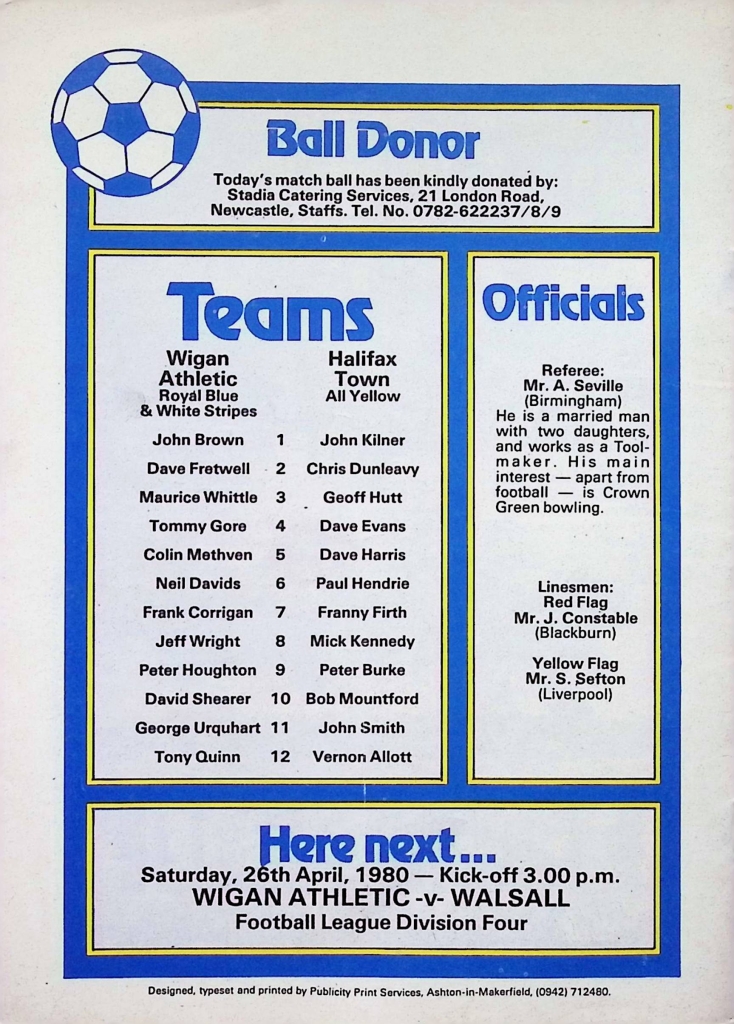 Ball Donor
Today's match ball has been kindly donated by:
Stadia Catering Services, 21 London Road,
Newcastle, Staffs. Tel. No. 0782-622237/8/9
Teams
Wigan
Athletic
Royal Blue
& White Stripes
Halifax
Town
All Yellow
John Brown 1 John Kilner
Dave Fretwell 2 Chris Dunleavy
Maurice Whittle 3 Geoff Hutt
Tommy Gore 4 Dave Evans
Colin Methven 5 Dave Harris
Neil Davids 6 Paul Hendrie
Frank Corrigan 7 Franny Firth
Jeff Wright 8 Mick Kennedy
Peter Houghton 9 Peter Burke
David Shearer 10 Bob Mountford
George Urquhart 11 John Smith
Tony Quinn 12 Vernon Allott
Officials
Referee:
Mr. A. Seville
(Birmingham)
He is a married man
with two daughters,
and works as a Tool-
maker. His main
interest — apart from
football — is Crown
Green bowling.
Linesmen:
Red Flag
Mr. J. Constable
(Blackburn)
Yellow Flag
Mr. S. Sefton
(Liverpool)
Here next...
Saturday, 26th April, 1980 — Kick-off 3.00 p.m.
WIGAN ATHLETIC -v- WALSALL
Football League Division Four
Designed, typeset and printed by Publicity Print Services, Ashton-in-Makerfield, (0942) 712480.